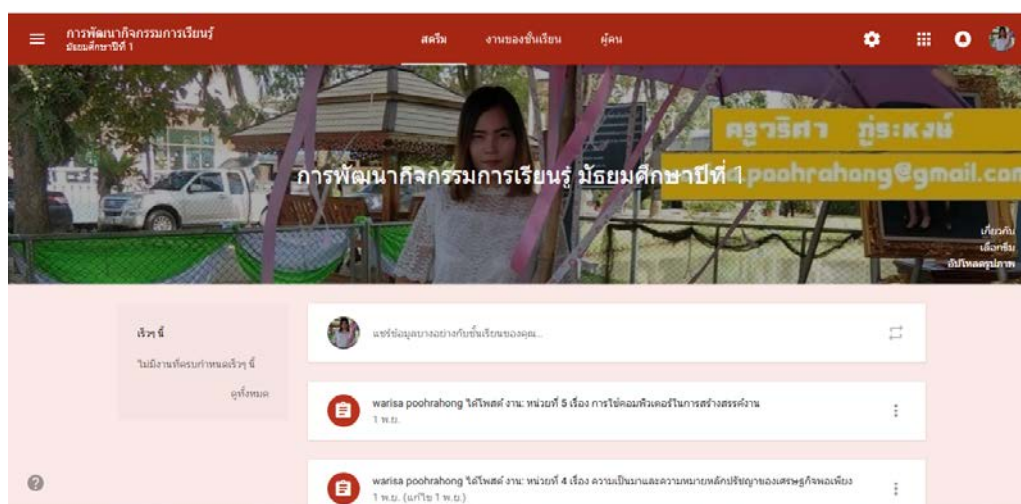 การพัฒนากิจกรรมการเรียนรู้
มัธยมศึกษาปีที่ 1
สตรีม
งานของชั้นเรียน
ผู้คน
ครูวริศา ภู่ระหงษ์
.poohrahong@gmail.com
การพัฒนากิจกรรมการเรียนรู้ มัธยมศึกษาปีที่ 1
เกี่ยวกับ
เลือกธีม
อัปโหลดรูปภาพ
เร็วๆ นี้
ไม่มีงานที่ครบกำหนดเร็วๆ นี้
ดูทั้งหมด
แชร์ข้อมูลบางอย่างกับชั้นเรียนของคุณ...
warisa poohrahong ได้โพสต์ งาน: หน่วยที่ 5 เรื่อง การใช้คอมพิวเตอร์ในการสร้างสรรค์งาน
1 พ.ย.
warisa poohrahong ได้โพสต์ งาน: หน่วยที่ 4 เรื่อง ความเป็นมาและความหมายหลักปรัชญาของเศรษฐกิจพอเพียง
1 พ.ย. (แก้ไข 1 พ.ย.)